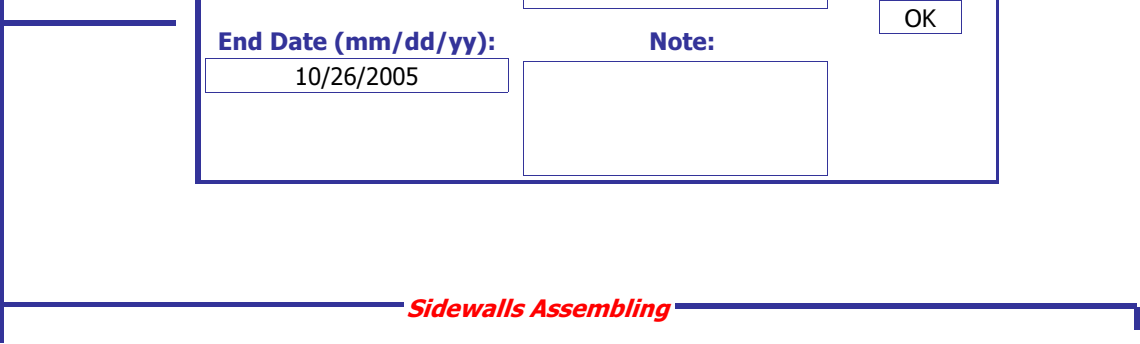 OK
End Date (mm/dd/yy): Note:
10/26/2005
Sidewalls Assembling